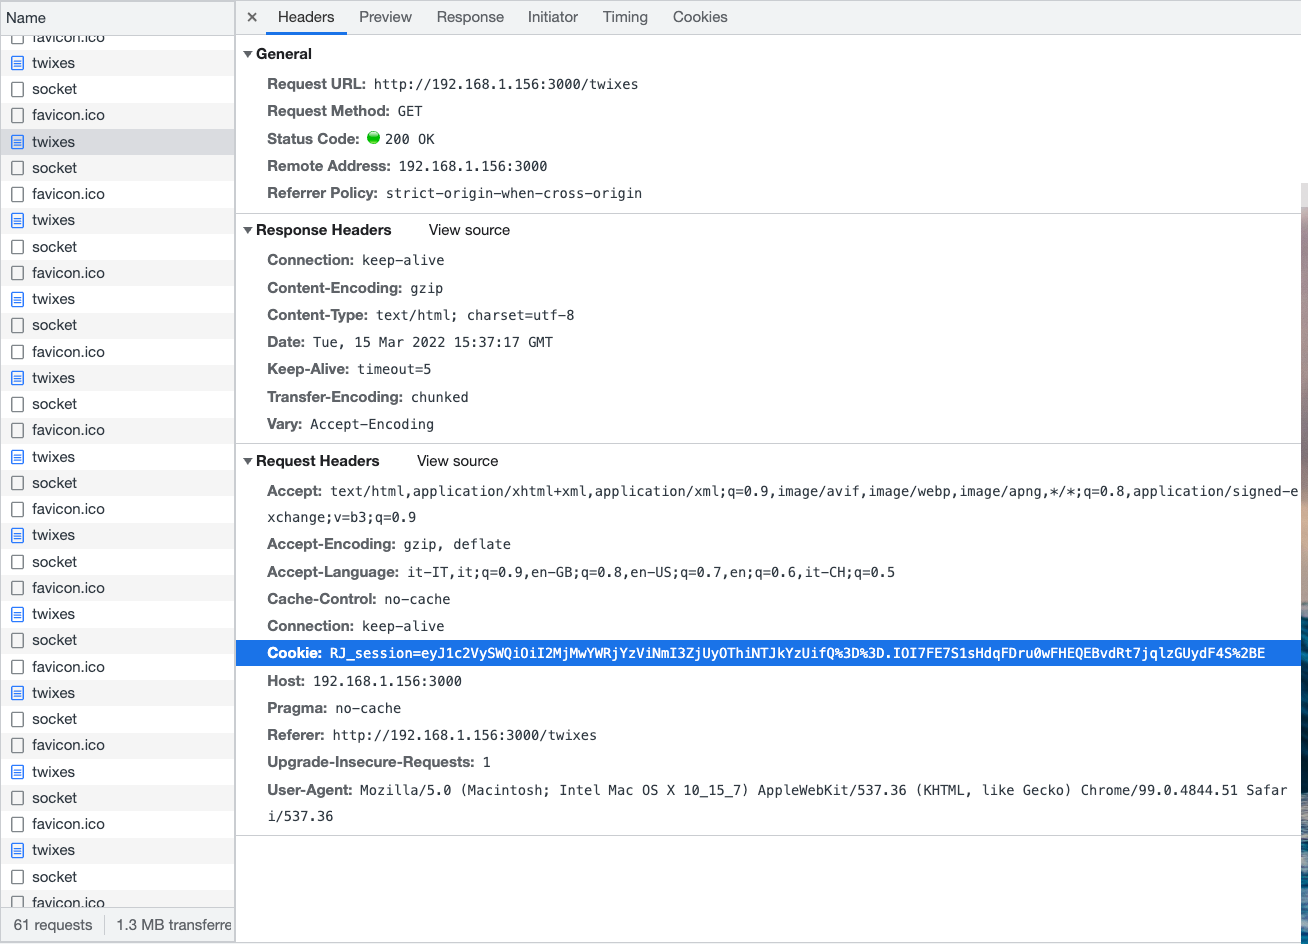 Name
favicon.ico
twixes
socket
favicon.ico
twixes
socket
favicon.ico
twixes
socket
favicon.ico
twixes
socket
favicon.ico
twixes
socket
favicon.ico
twixes
socket
favicon.ico
twixes
socket
favicon.ico
twixes
socket
favicon.ico
twixes
socket
favicon.ico
twixes
socket
favicon.ico
twixes
socket
favicon.ico
61 requests 1.3 MB transferre
× Headers Preview Response Initiator Timing Cookies
General
Request URL: http://192.168.1.156:3000/twixes
Request Method: GET
Status Code: 200 OK
Remote Address: 192.168.1.156:3000
Referrer Policy: strict-origin-when-cross-origin
Response Headers View source
Connection: keep-alive
Content-Encoding: gzip
Content-Type: text/html; charset=utf-8
Date: Tue, 15 Mar 2022 15:37:17 GMT
Keep-Alive: timeout=5
Transfer-Encoding: chunked
Vary: Accept-Encoding
Request Headers View source
Accept: text/html,application/xhtml+xml,application/xml;q=0.9,image/avif,image/webp,image/apng,*/*;q=0.8,application/signed-e
xchange;v=b3;q=0.9
Accept-Encoding: gzip, deflate
Accept-Language: it-IT,it;q=0.9,en-GB;q=0.8,en-US;q=0.7,en;q=0.6,it-CH;q=0.5
Cache-Control: no-cache
Connection: keep-alive
Cookie: RJ_session=eyJ1c2VySWQiOiI2MjMwYWRjYzViNmI3ZjUyOThiNTJkYzUifQ%3D%3D.IOI7FE7S1sHdqFDru0wFHEQEBvdRt7jqlzGUydF4S%2BE
Host: 192.168.1.156:3000
Pragma: no-cache
Referer: http://192.168.1.156:3000/twixes
Upgrade-Insecure-Requests: 1
User-Agent: Mozilla/5.0 (Macintosh; Intel Mac OS X 10_15_7) AppleWebKit/537.36 (KHTML, like Gecko) Chrome/99.0.4844.51 Safar
i/537.36